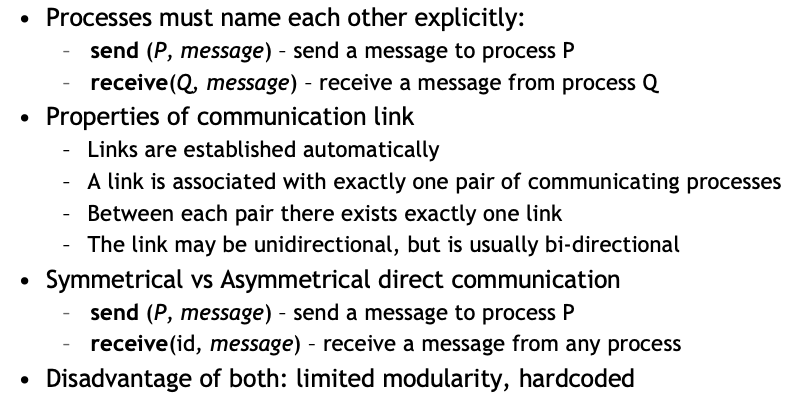 • Processes must name each other explicitly:
– send (P, message) – send a message to process P
– receive(Q, message) – receive a message from process Q
• Properties of communication link
– Links are established automatically
– A link is associated with exactly one pair of communicating processes
– Between each pair there exists exactly one link
– The link may be unidirectional, but is usually bi-directional
• Symmetrical vs Asymmetrical direct communication
– send (P, message) – send a message to process P
– receive(id, message) – receive a message from any process
• Disadvantage of both: limited modularity, hardcoded